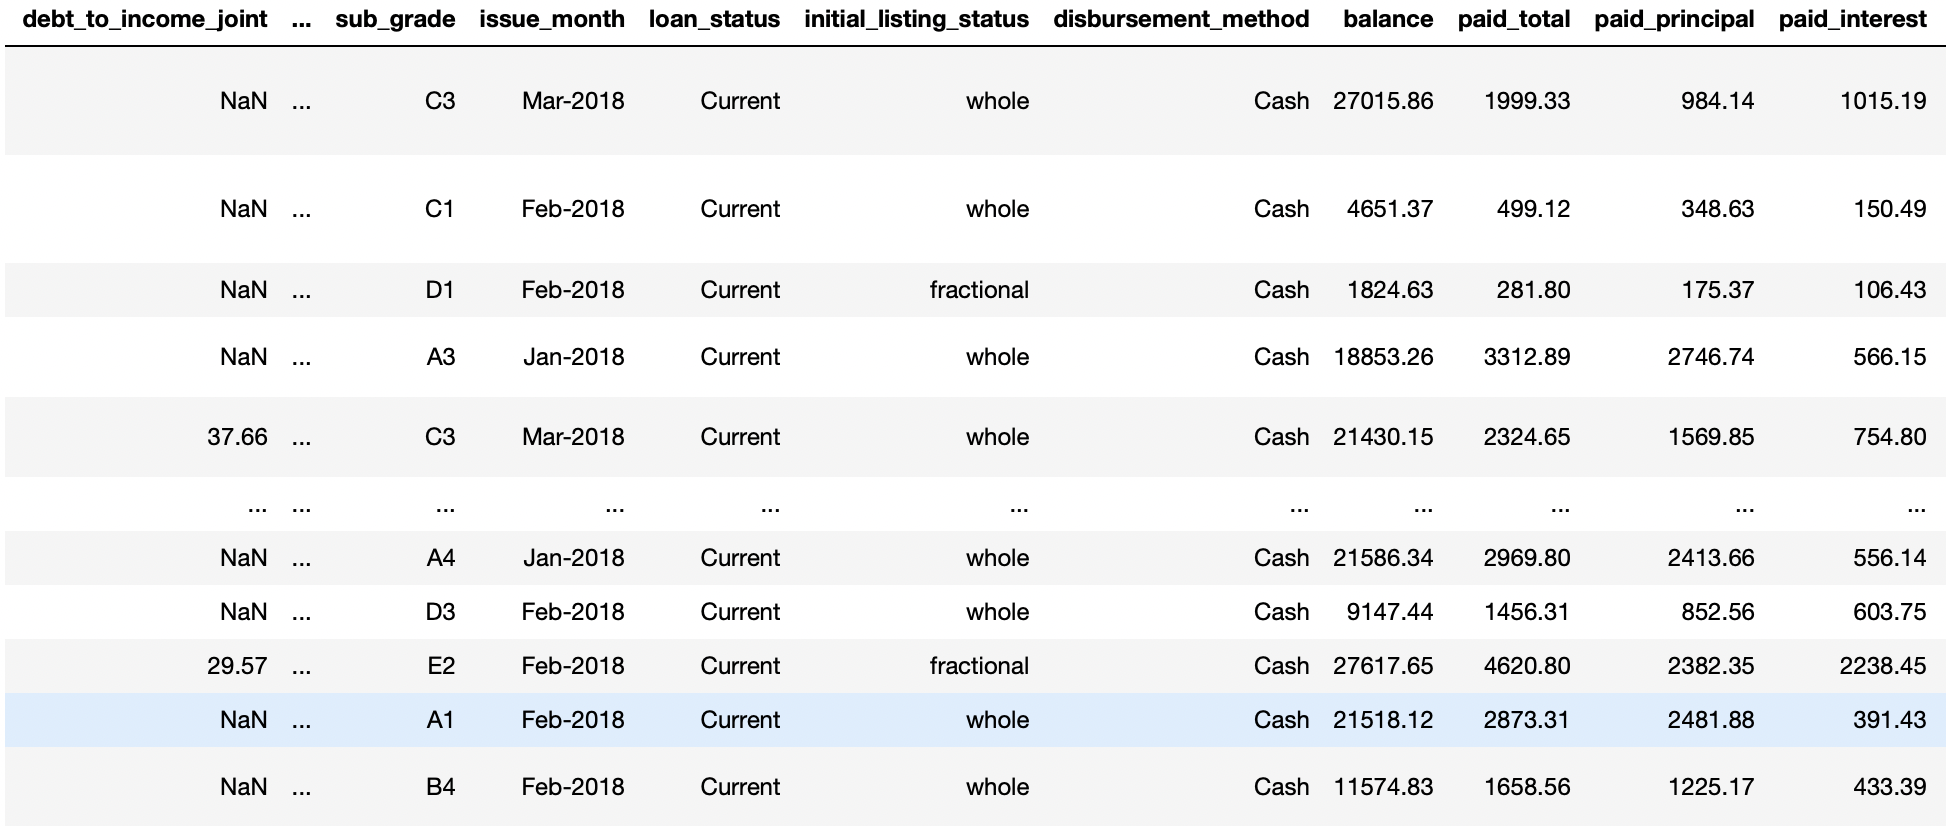 debt_to_income_joint ... sub_grade issue_month loan_status initial_listing_status disbursement_method balance paid_total paid_principal paid_interest
NaN ... C3 Mar-2018 Current whole Cash 27015.86 1999.33 984.14 1015.19
NaN ... C1 Feb-2018 Current whole Cash 4651.37 499.12 348.63 150.49
NaN ... D1 Feb-2018 Current fractional Cash 1824.63 281.80 175.37 106.43
NaN ... A3 Jan-2018 Current whole Cash 18853.26 3312.89 2746.74 566.15
37.66 ... C3 Mar-2018 Current whole Cash 21430.15 2324.65 1569.85 754.80
... ... ... ... ... ... ... ... ... ... ...
NaN ... A4 Jan-2018 Current whole Cash 21586.34 2969.80 2413.66 556.14
NaN ... D3 Feb-2018 Current whole Cash 9147.44 1456.31 852.56 603.75
29.57 ... E2 Feb-2018 Current fractional Cash 27617.65 4620.80 2382.35 2238.45
NaN ... A1 Feb-2018 Current whole Cash 21518.12 2873.31 2481.88 391.43
NaN ... B4 Feb-2018 Current whole Cash 11574.83 1658.56 1225.17 433.39